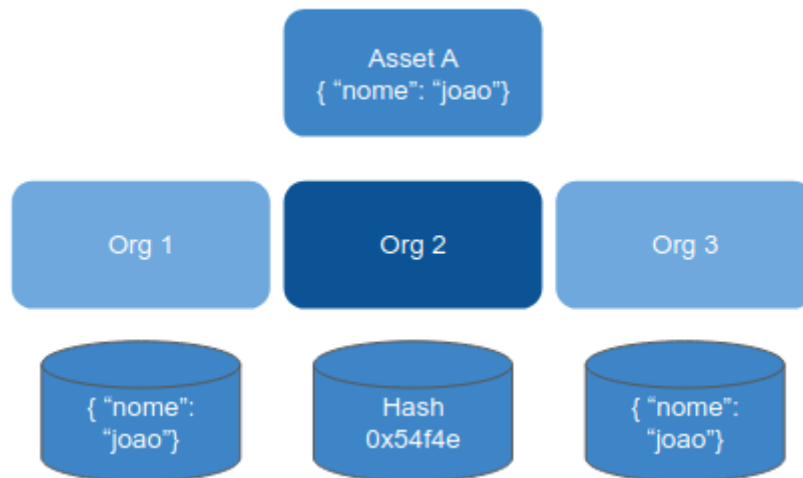 Asset A
{ “nome”: “joao”}
Org 1
Org 2
Org 3
{ “nome”:
“joao”}
Hash
0x54f4e
{ “nome”:
“joao”}